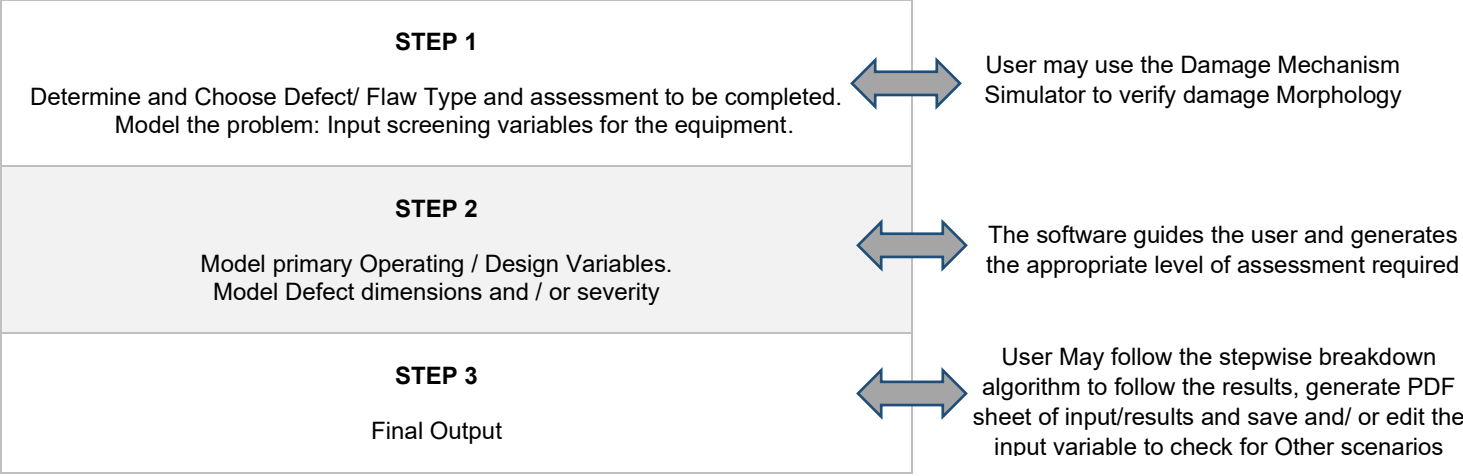 STEP 1
Determine and Choose Defect/ Flaw Type and assessment to be completed.
Model the problem: Input screening variables for the equipment.
User may use the Damage Mechanism
Simulator to verify damage Morphology
STEP 2
Model primary Operating / Design Variables.
Model Defect dimensions and / or severity
The software guides the user and generates
the appropriate level of assessment required
STEP 3
Final Output
User May follow the stepwise breakdown
algorithm to follow the results, generate PDF
sheet of input/results and save and/ or edit the
input variable to check for Other scenarios